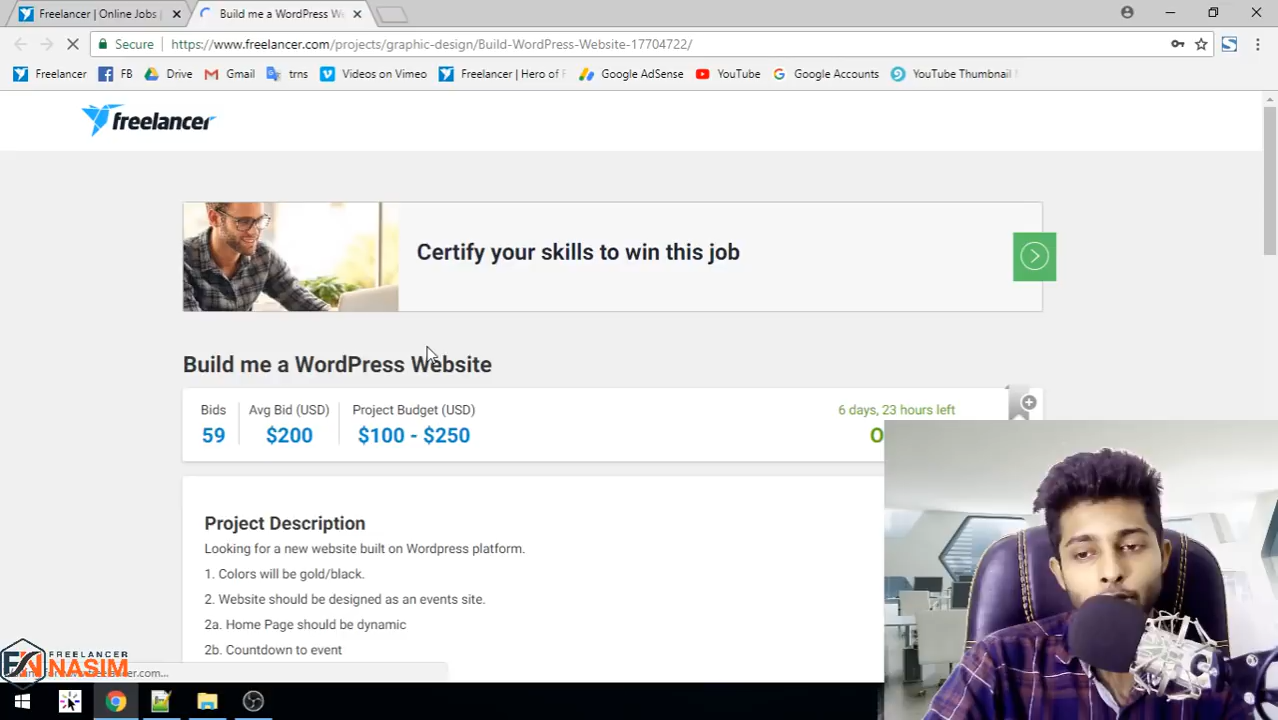 Freelancer | Online Jobs
Build me a WordPress W
Secure
https://www.freelancer.com/projects/graphic-design/Build-WordPress-Website-17704722/
Freelancer
FB
Drive
Gmail
trns
Videos on Vimeo
Freelancer | Hero of F
Google AdSense
YouTube
Google Accounts
YouTube Thumbnail
freelancer
Certify your skills to win this job
Build me a WordPress Website
Bids
Avg Bid (USD)
Project Budget (USD)
6 days, 23 hours left
59
$200
$100 - $250
O
Project Description
Looking for a new website built on Wordpress platform.
1. Colors will be gold/black.
2. Website should be designed as an events site.
2a. Home Page should be dynamic
2b. Countdown to event
FREELANCER
NASIM